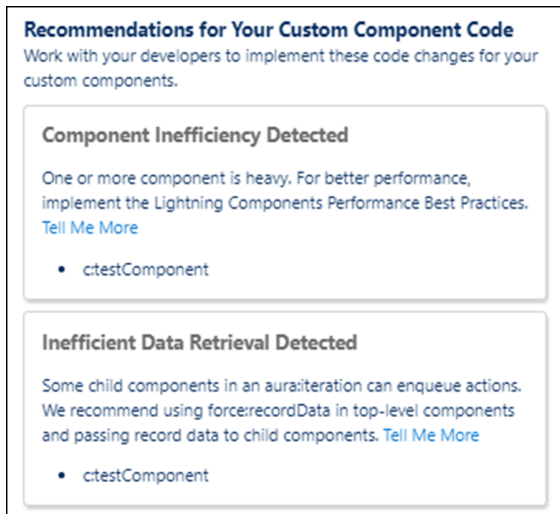 Recommendations for Your Custom Component Code
Work with your developers to implement these code changes for your
custom components.
Component Inefficiency Detected
One or more component is heavy. For better performance,
implement the Lightning Components Performance Best Practices.
Tell Me More
• c:testComponent
Inefficient Data Retrieval Detected
Some child components in an aura:iteration can enqueue actions.
We recommend using force:recordData in top-level components
and passing record data to child components. Tell Me More
• c:testComponent